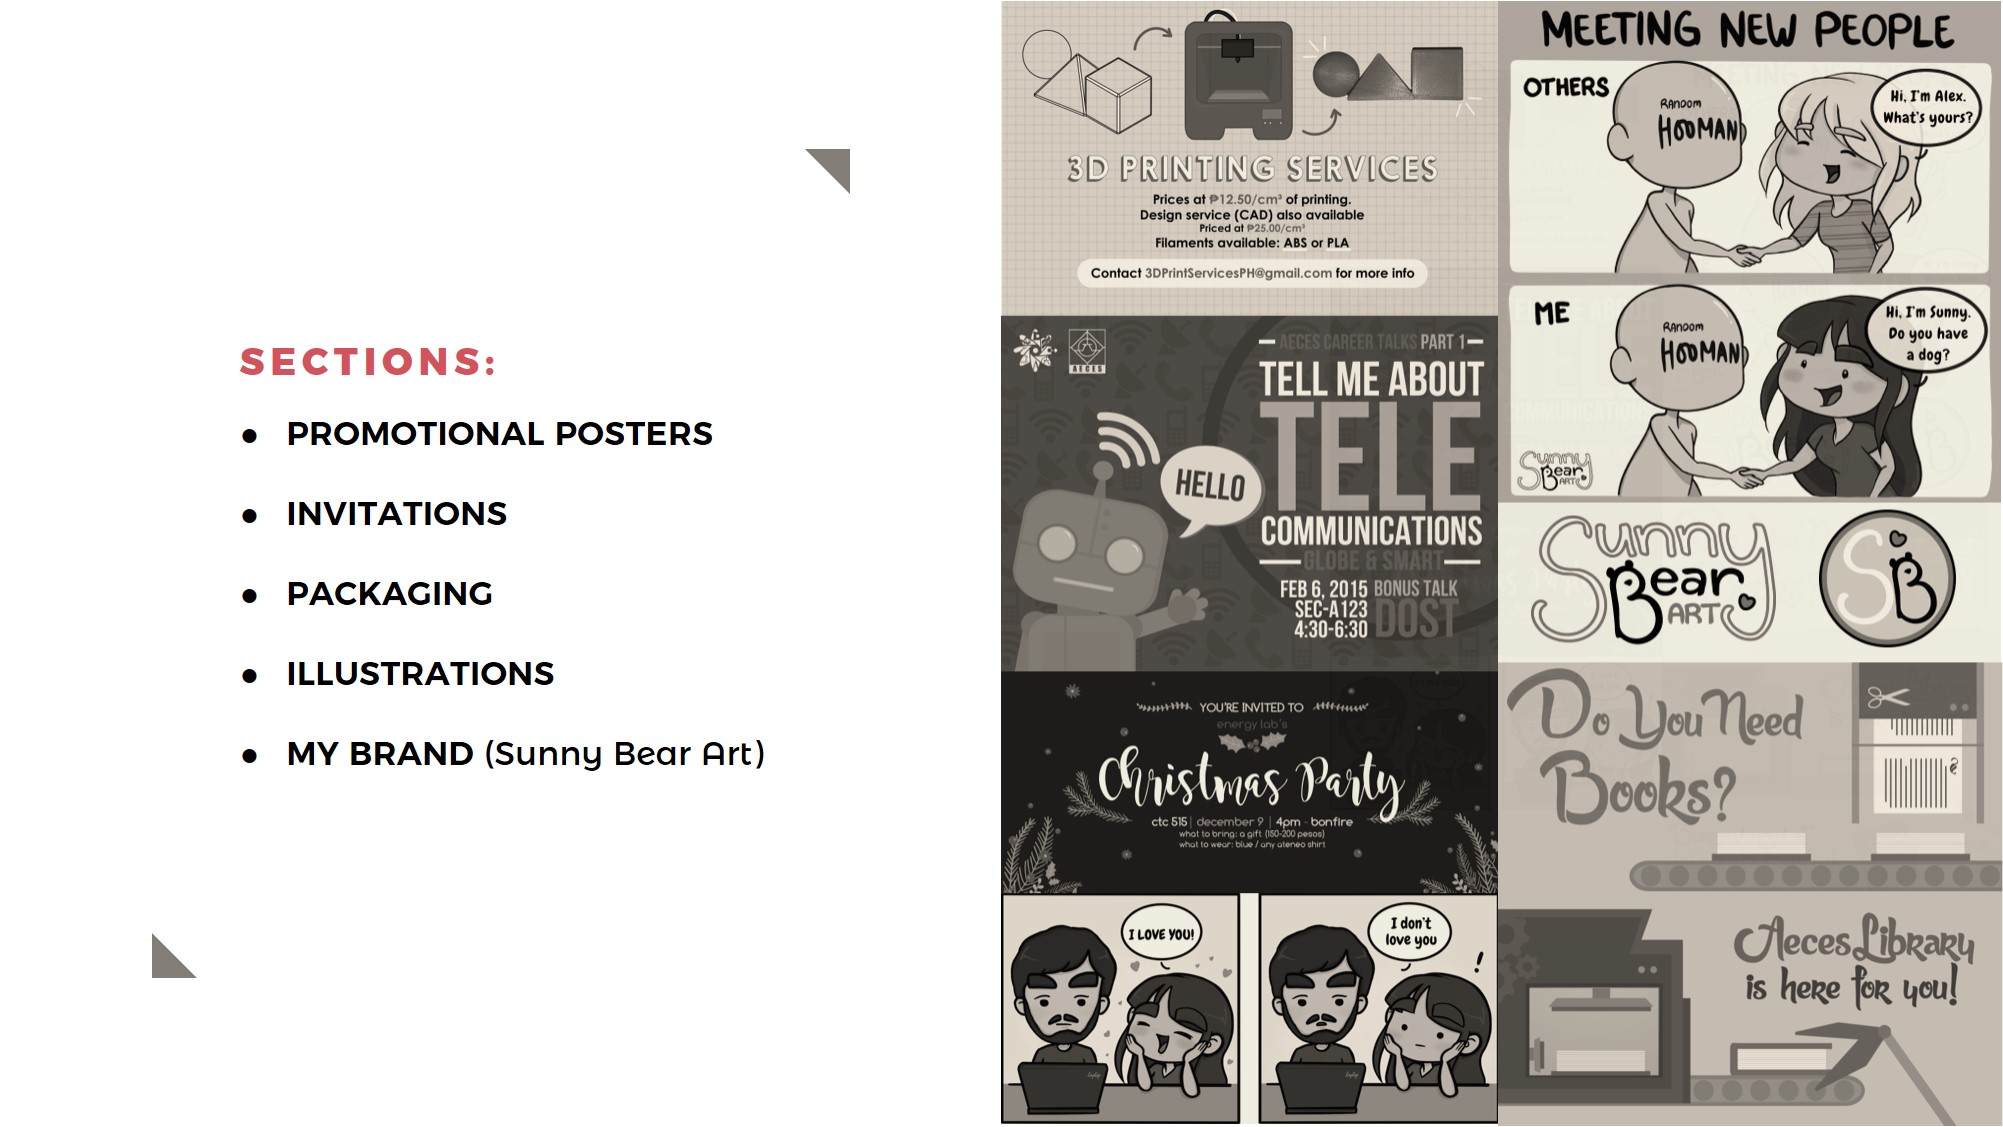 SECTIONS:
● PROMOTIONAL POSTERS
● INVITATIONS
● PACKAGING
● ILLUSTRATIONS
● MY BRAND (Sunny Bear Art)
3D PRINTING SERVICES
Prices at ₱12.50/cm³ of printing.
Design service (CAD) also available
Priced at ₱25.00/cm³
Filaments available: ABS or PLA
Contact 3DPrintServicesPH@gmail.com for more info
AECES
AECES CAREER TALKS PART 1
TELL ME ABOUT
TELE
COMMUNICATIONS
GLOBE & SMART
HELLO
FEB 6, 2015
SEC-A123
4:30-6:30
BONUS TALK
DOST
YOU'RE INVITED TO
energy lab's
Christmas Party
ctc 515 | december 9 | 4pm - bonfire
what to bring: a gift (150-200 pesos)
what to wear: blue / any ateneo shirt
I LOVE YOU!
I don't
love you
!
MEETING NEW PEOPLE
OTHERS
RANDOM
HOOMAN
Hi, I'm Alex.
What's yours?
ME
RANDOM
HOOMAN
Hi, I'm Sunny.
Do you have
a dog?
Sunny
Bear
ART
Sunny
Bear
ART
SB
Do You Need
Books?
Aeces Library
is here for you!